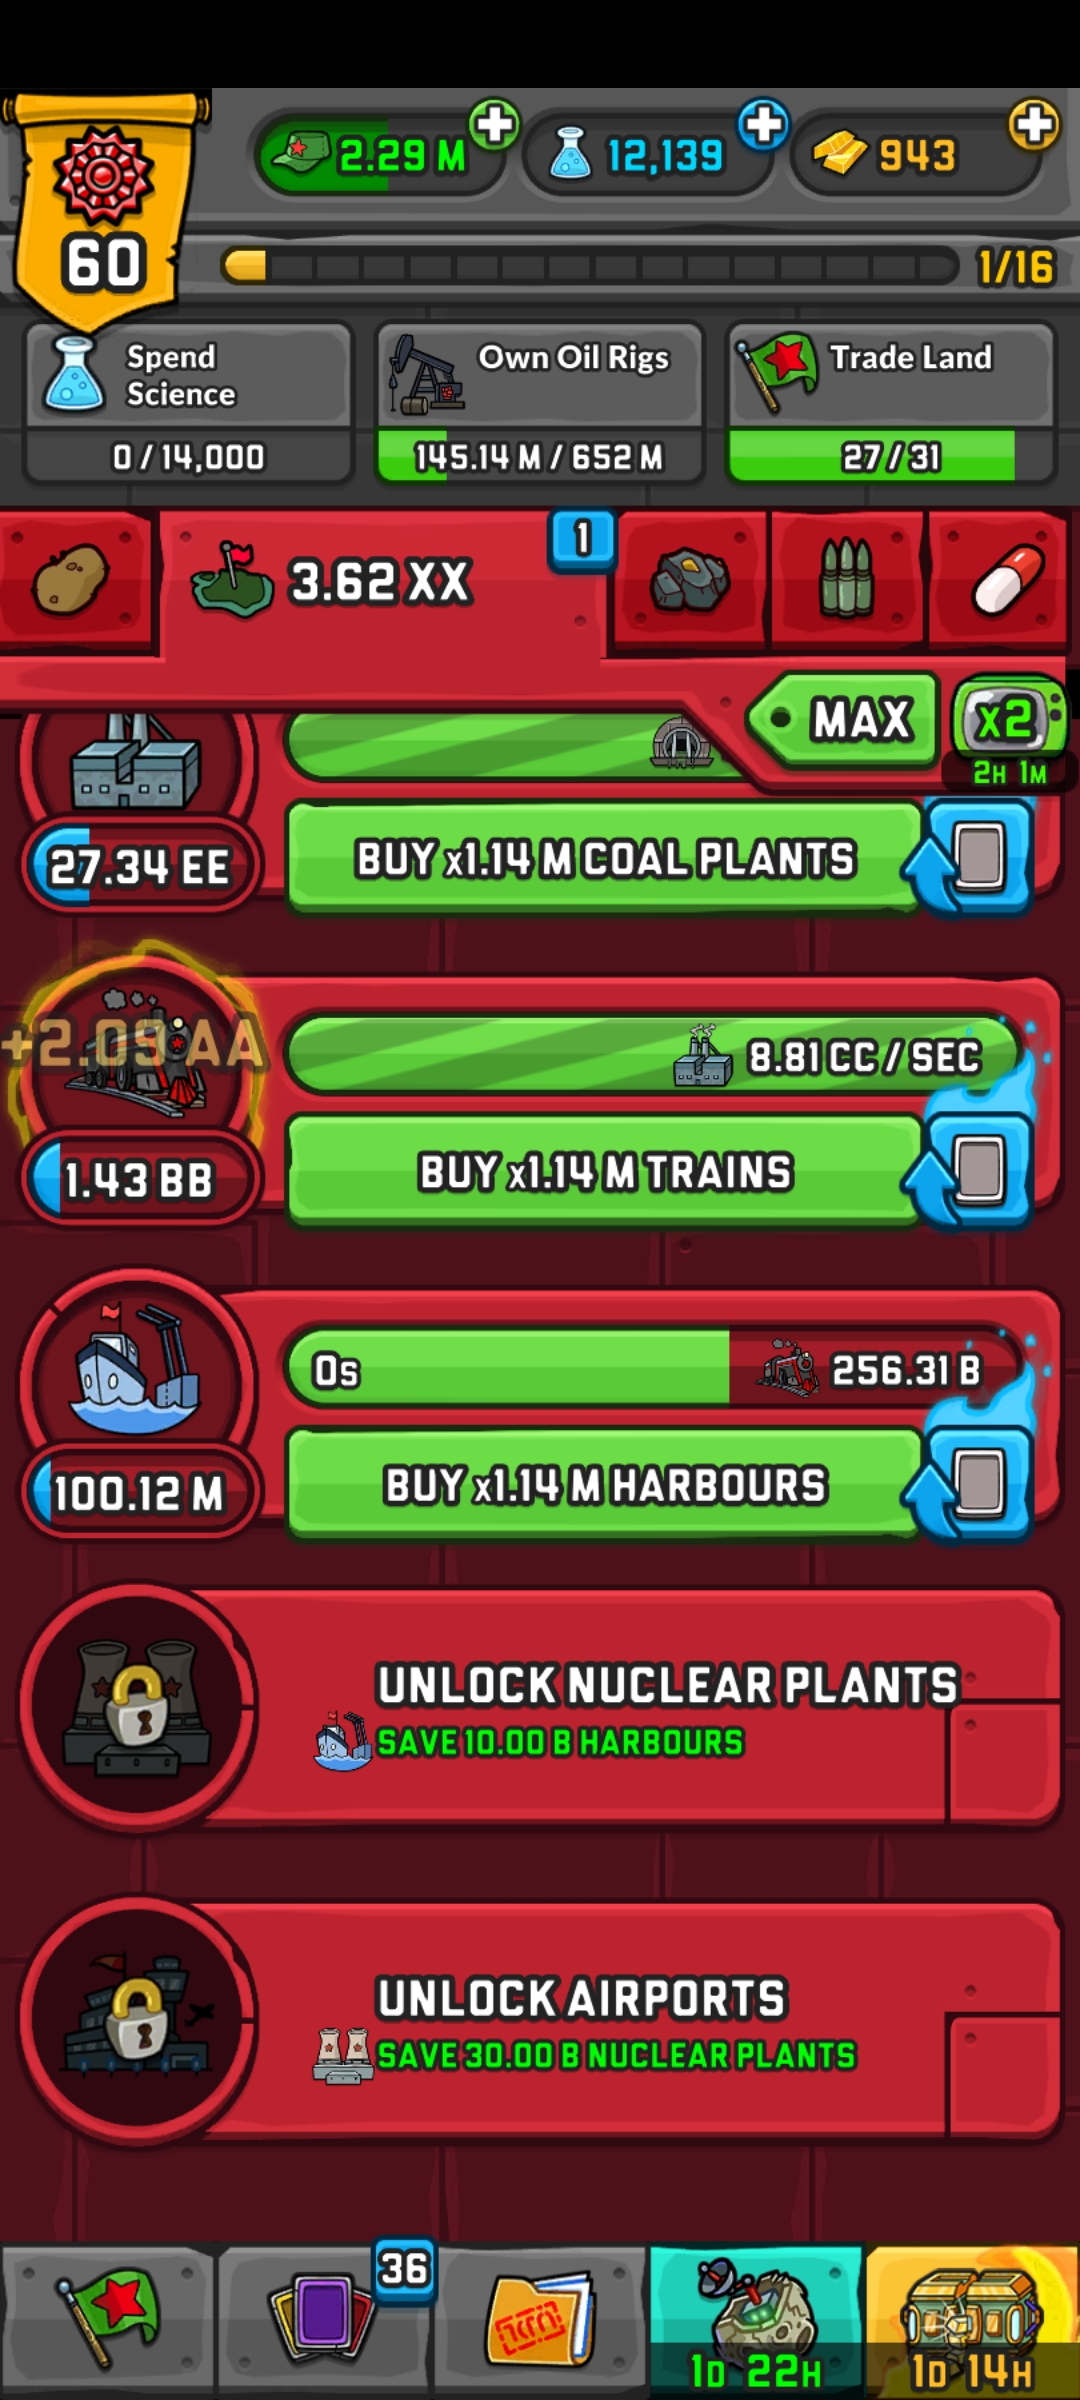 60
2.29 M
12,139
943
1/16
Spend
Science
0 / 14,000
Own Oil Rigs
145.14 M / 652 M
Trade Land
27 / 31
3.62 XX
1
MAX
x2
2H 1M
27.34 EE
BUY x1.14 M COAL PLANTS
+2.09 AA
8.81 CC / SEC
1.43 BB
BUY x1.14 M TRAINS
0s
256.31 B
100.12 M
BUY x1.14 M HARBOURS
UNLOCK NUCLEAR PLANTS
SAVE 10.00 B HARBOURS
UNLOCK AIRPORTS
SAVE 30.00 B NUCLEAR PLANTS
36
1D 22H
1D 14H